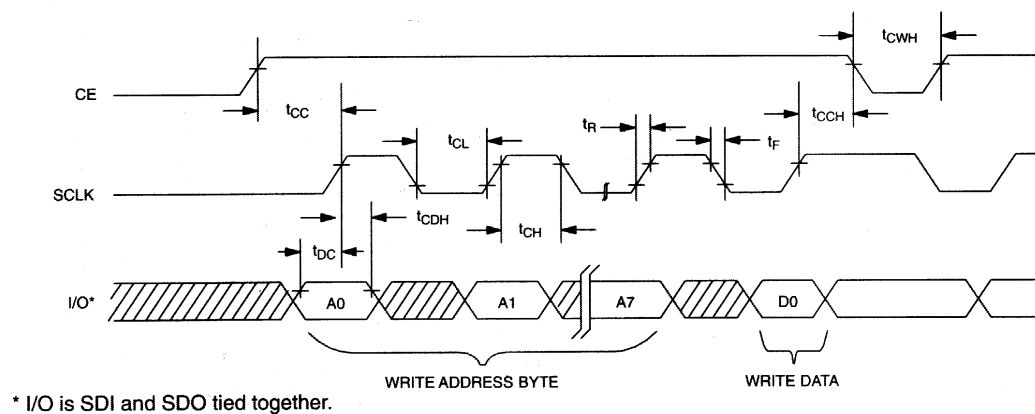 tCWH
CE
tCC
tCCH
tR
tCL
tF
SCLK
tCDH
tCH
tDC
I/O*
A0
A1
A7
D0
WRITE ADDRESS BYTE
WRITE DATA
* I/O is SDI and SDO tied together.